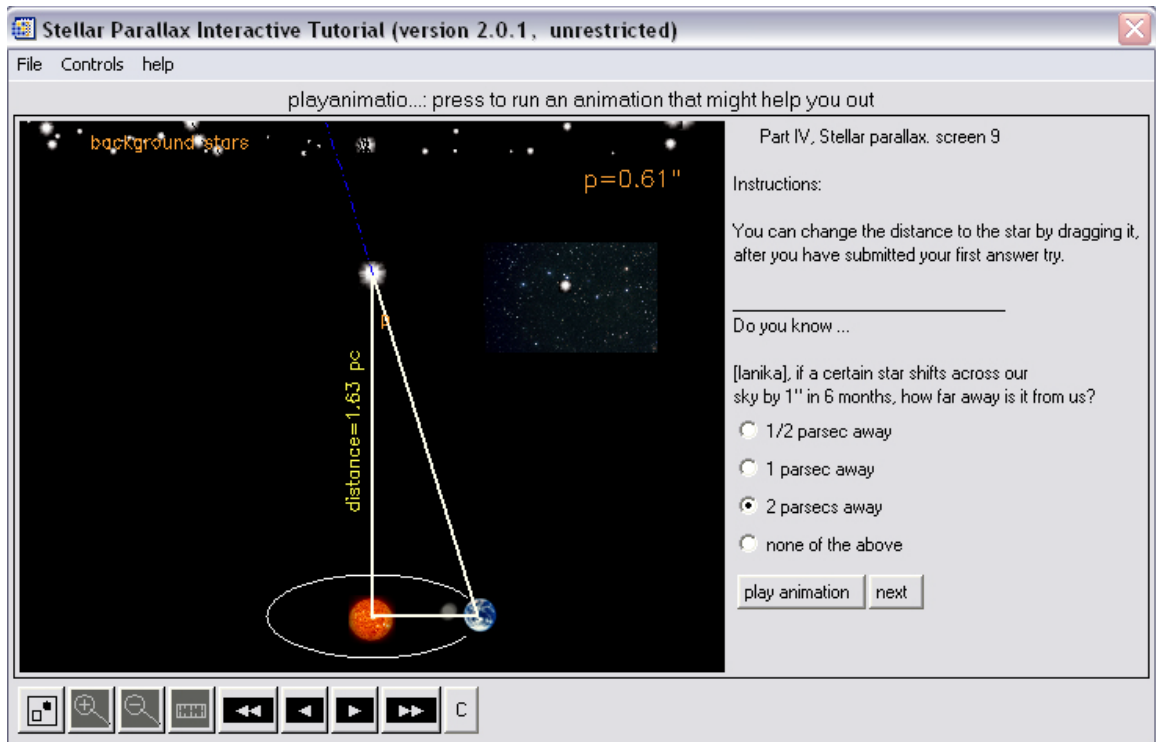 Stellar Parallax Interactive Tutorial (version 2.0.1, unrestricted)
File Controls help
playanimatio...: press to run an animation that might help you out
background stars
p=0.61"
p
distance=1.63 pc
Part IV, Stellar parallax. screen 9
Instructions:
You can change the distance to the star by dragging it,
after you have submitted your first answer try.
Do you know ...
[lanika], if a certain star shifts across our
sky by 1" in 6 months, how far away is it from us?
1/2 parsec away
1 parsec away
2 parsecs away
none of the above
play animation next
C